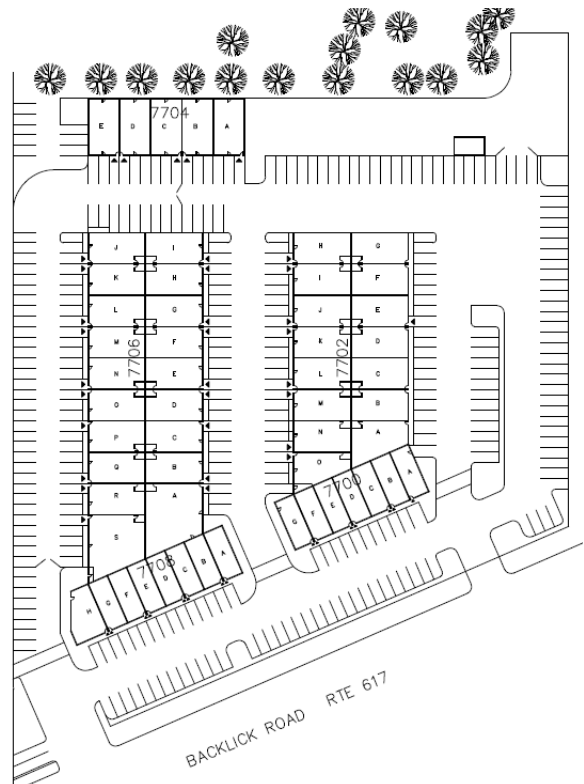 7704
E D C B A
J I
K H
L G
M F
N E
O D
P C
Q B
R A
S
7706
H G
I F
J E
K D
L C
M B
N A
O
7702
7700
G F E D C B A
7708
H G F E D C B A
BACKLICK ROAD RTE 617